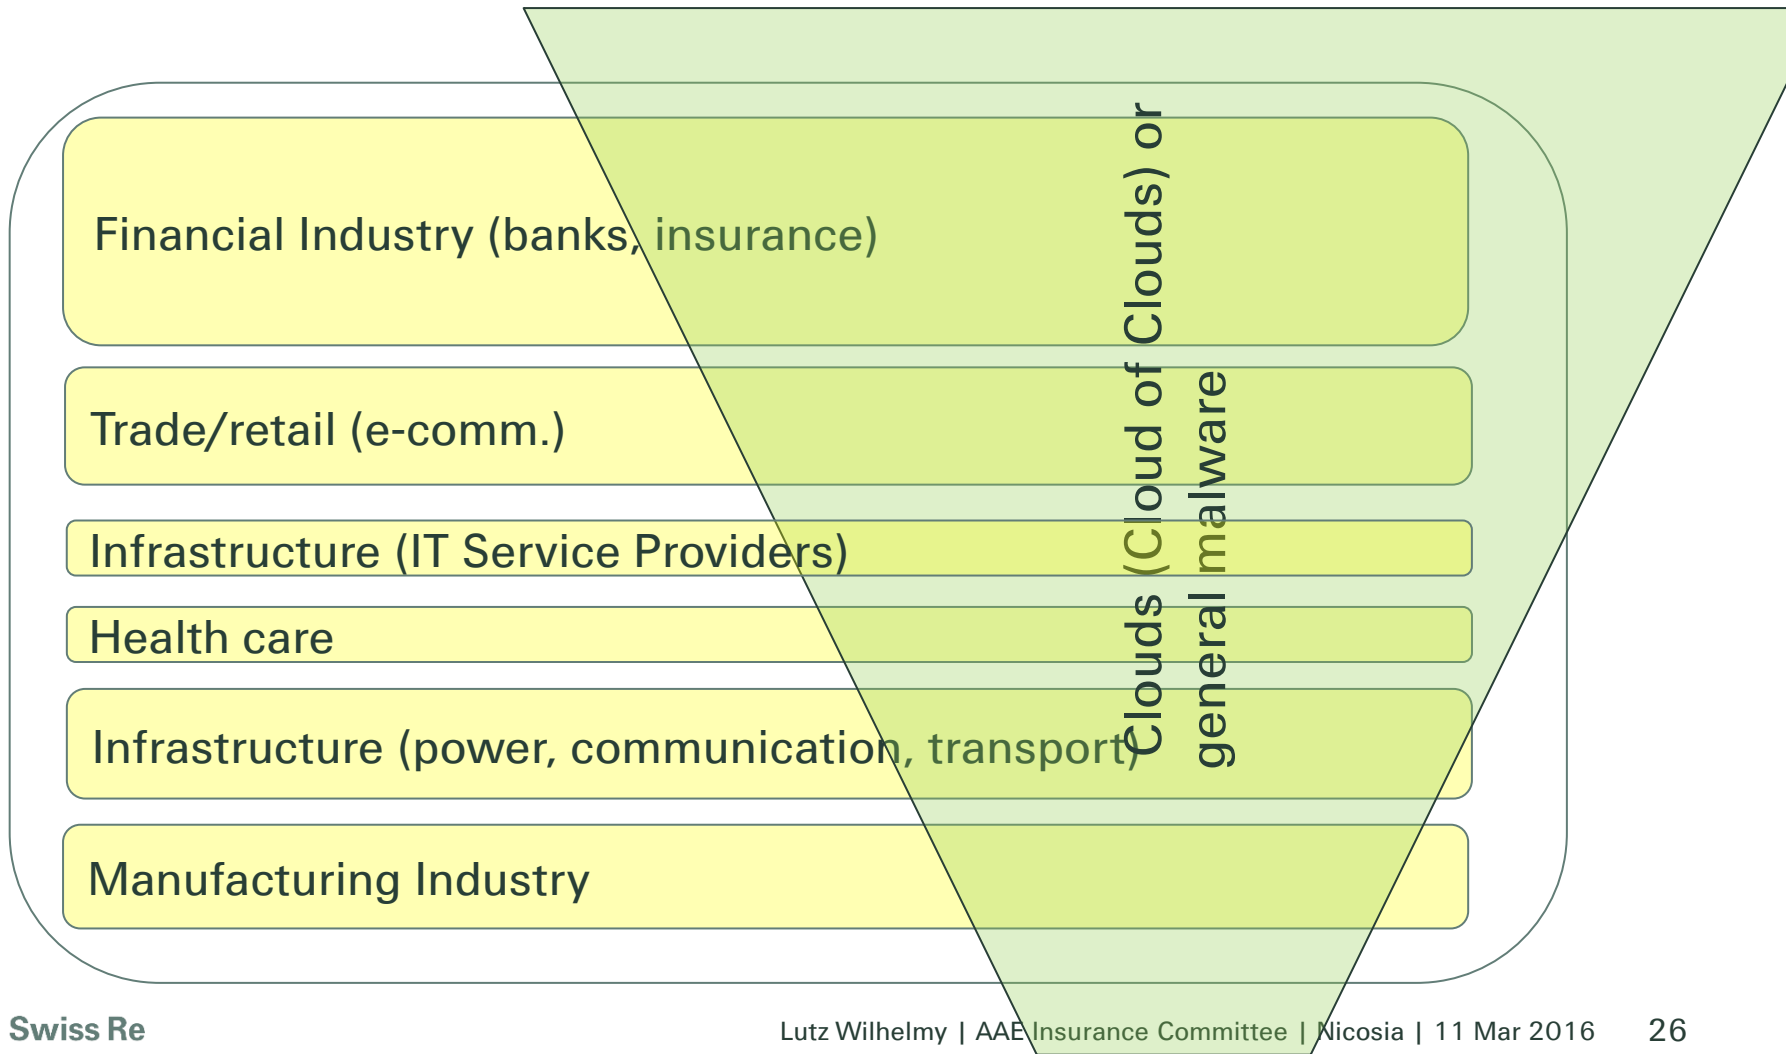 Financial Industry (banks, insurance)
Trade/retail (e-comm.)
Infrastructure (IT Service Providers)
Health care
Infrastructure (power, communication, transport)
Manufacturing Industry
Clouds (Cloud of Clouds) or
general malware
Swiss Re
Lutz Wilhelmy | AAE Insurance Committee | Nicosia | 11 Mar 2016 26